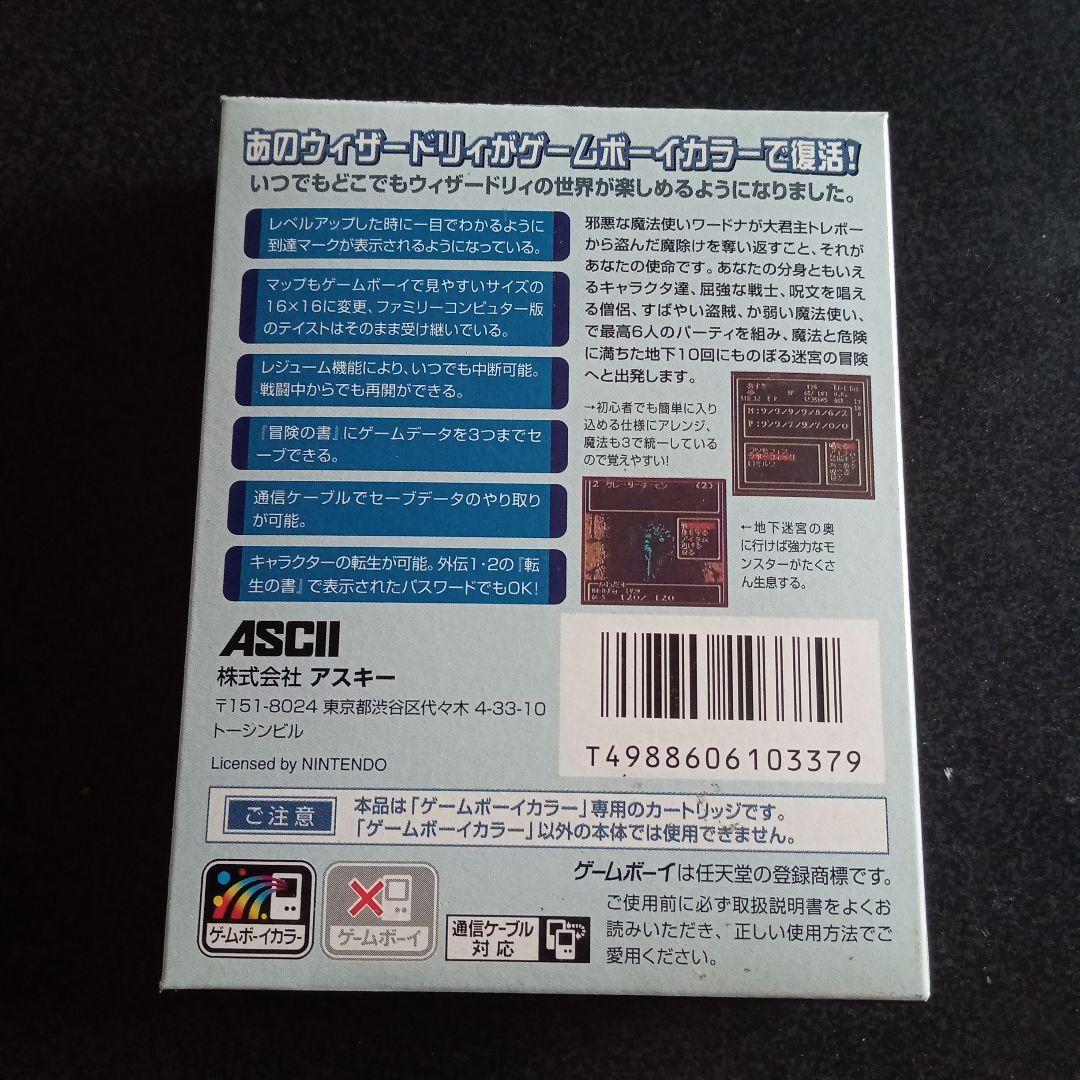 あのウィザードリィがゲームボーイカラーで復活!
いつでもどこでもウィザードリィの世界が楽しめるようになりました。
レベルアップした時に一目でわかるように
到達マークが表示されるようになっている。
マップもゲームボーイで見やすいサイズの
16×16に変更、ファミリーコンピュター版
のテイストはそのまま受け継いでいる。
レジューム機能により、いつでも中断可能。
戦闘中からでも再開ができる。
『冒険の書』にゲームデータを3つまでセ
ーブできる。
通信ケーブルでセーブデータのやり取り
が可能。
キャラクターの転生が可能。外伝1・2の『転
生の書』で表示されたパスワードでもOK!
邪悪な魔法使いワードナが大君主トレボー
から盗んだ魔除けを奪い返すこと、それが
あなたの使命です。あなたの分身ともいえ
るキャラクタ達、屈強な戦士、呪文を唱え
る僧侶、すばやい盗賊、か弱い魔法使い、
で最高6人のパーティを組み、魔法と危険
に満ちた地下10回にものぼる迷宮の冒険
へと出発します。
→初心者でも簡単に入り
込める仕様にアレンジ、
魔法も3で統一している
ので覚えやすい!
M:9/9/9/9/8/6/2
P:9/9/7/9/7/0/0
2 グレーターデーモン (2)
120/ 120
←地下迷宮の奥
に行けば強力なモ
ンスターがたくさ
ん生息する。
ASCII
株式会社 アスキー
〒151-8024 東京都渋谷区代々木 4-33-10
トーシンビル
Licensed by NINTENDO
T4988606103379
ご注意
本品は「ゲームボーイカラー」専用のカートリッジです。
「ゲームボーイカラー」以外の本体では使用できません。
ゲームボーイカラー
ゲームボーイ
通信ケーブル
対応
ゲームボーイは任天堂の登録商標です。
ご使用前に必ず取扱説明書をよくお
読みいただき、正しい使用方法でご
愛用ください。